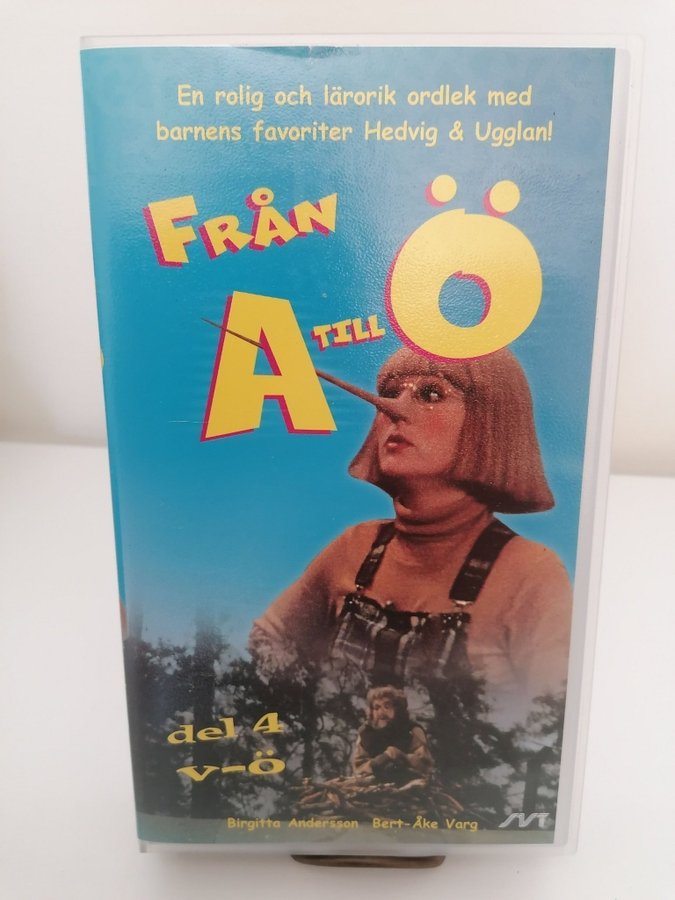 En rolig och lärorik ordlek med
barnens favoriter Hedvig & Ugglan!
FRÅN
A TILL Ö
del 4
v-ö
Birgitta Andersson Bert-Åke Varg SVT